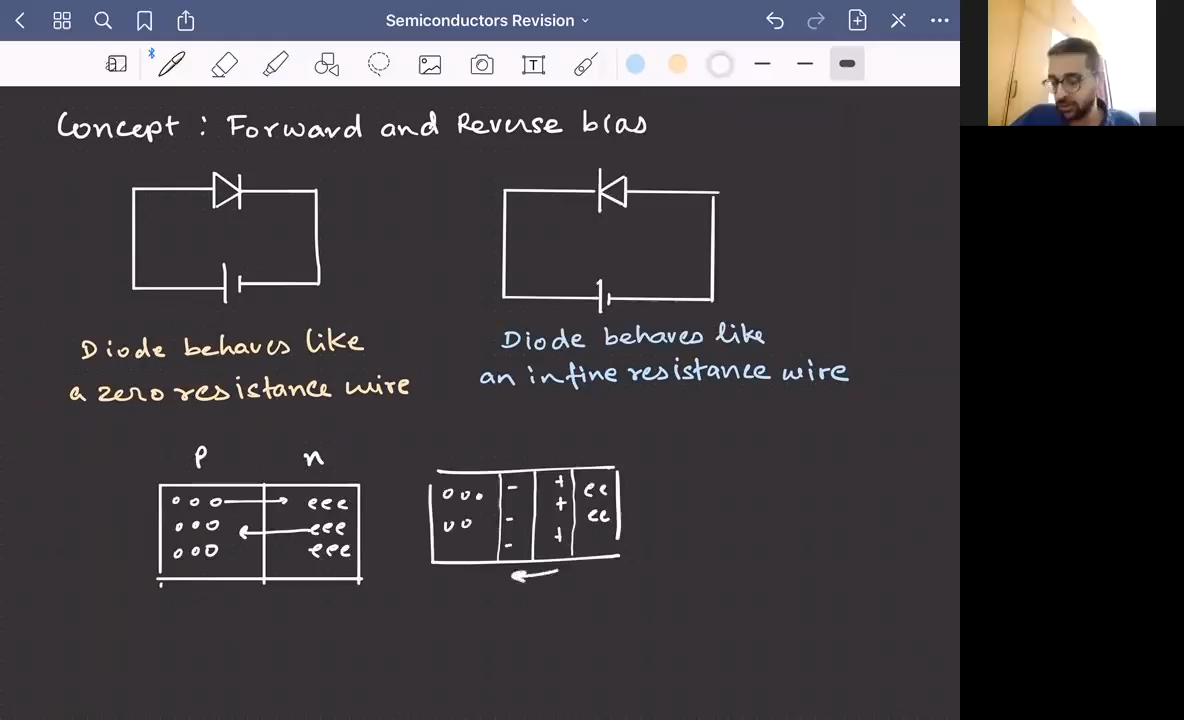 Semiconductors Revision
Concept : Forward and Reverse bias
Diode behaves like
a zero resistance wire
Diode behaves like
an infine resistance wire
p n
o o o e e e
o o o e e e
o o o e e e
o o o - + e e
o o - + e e
- +